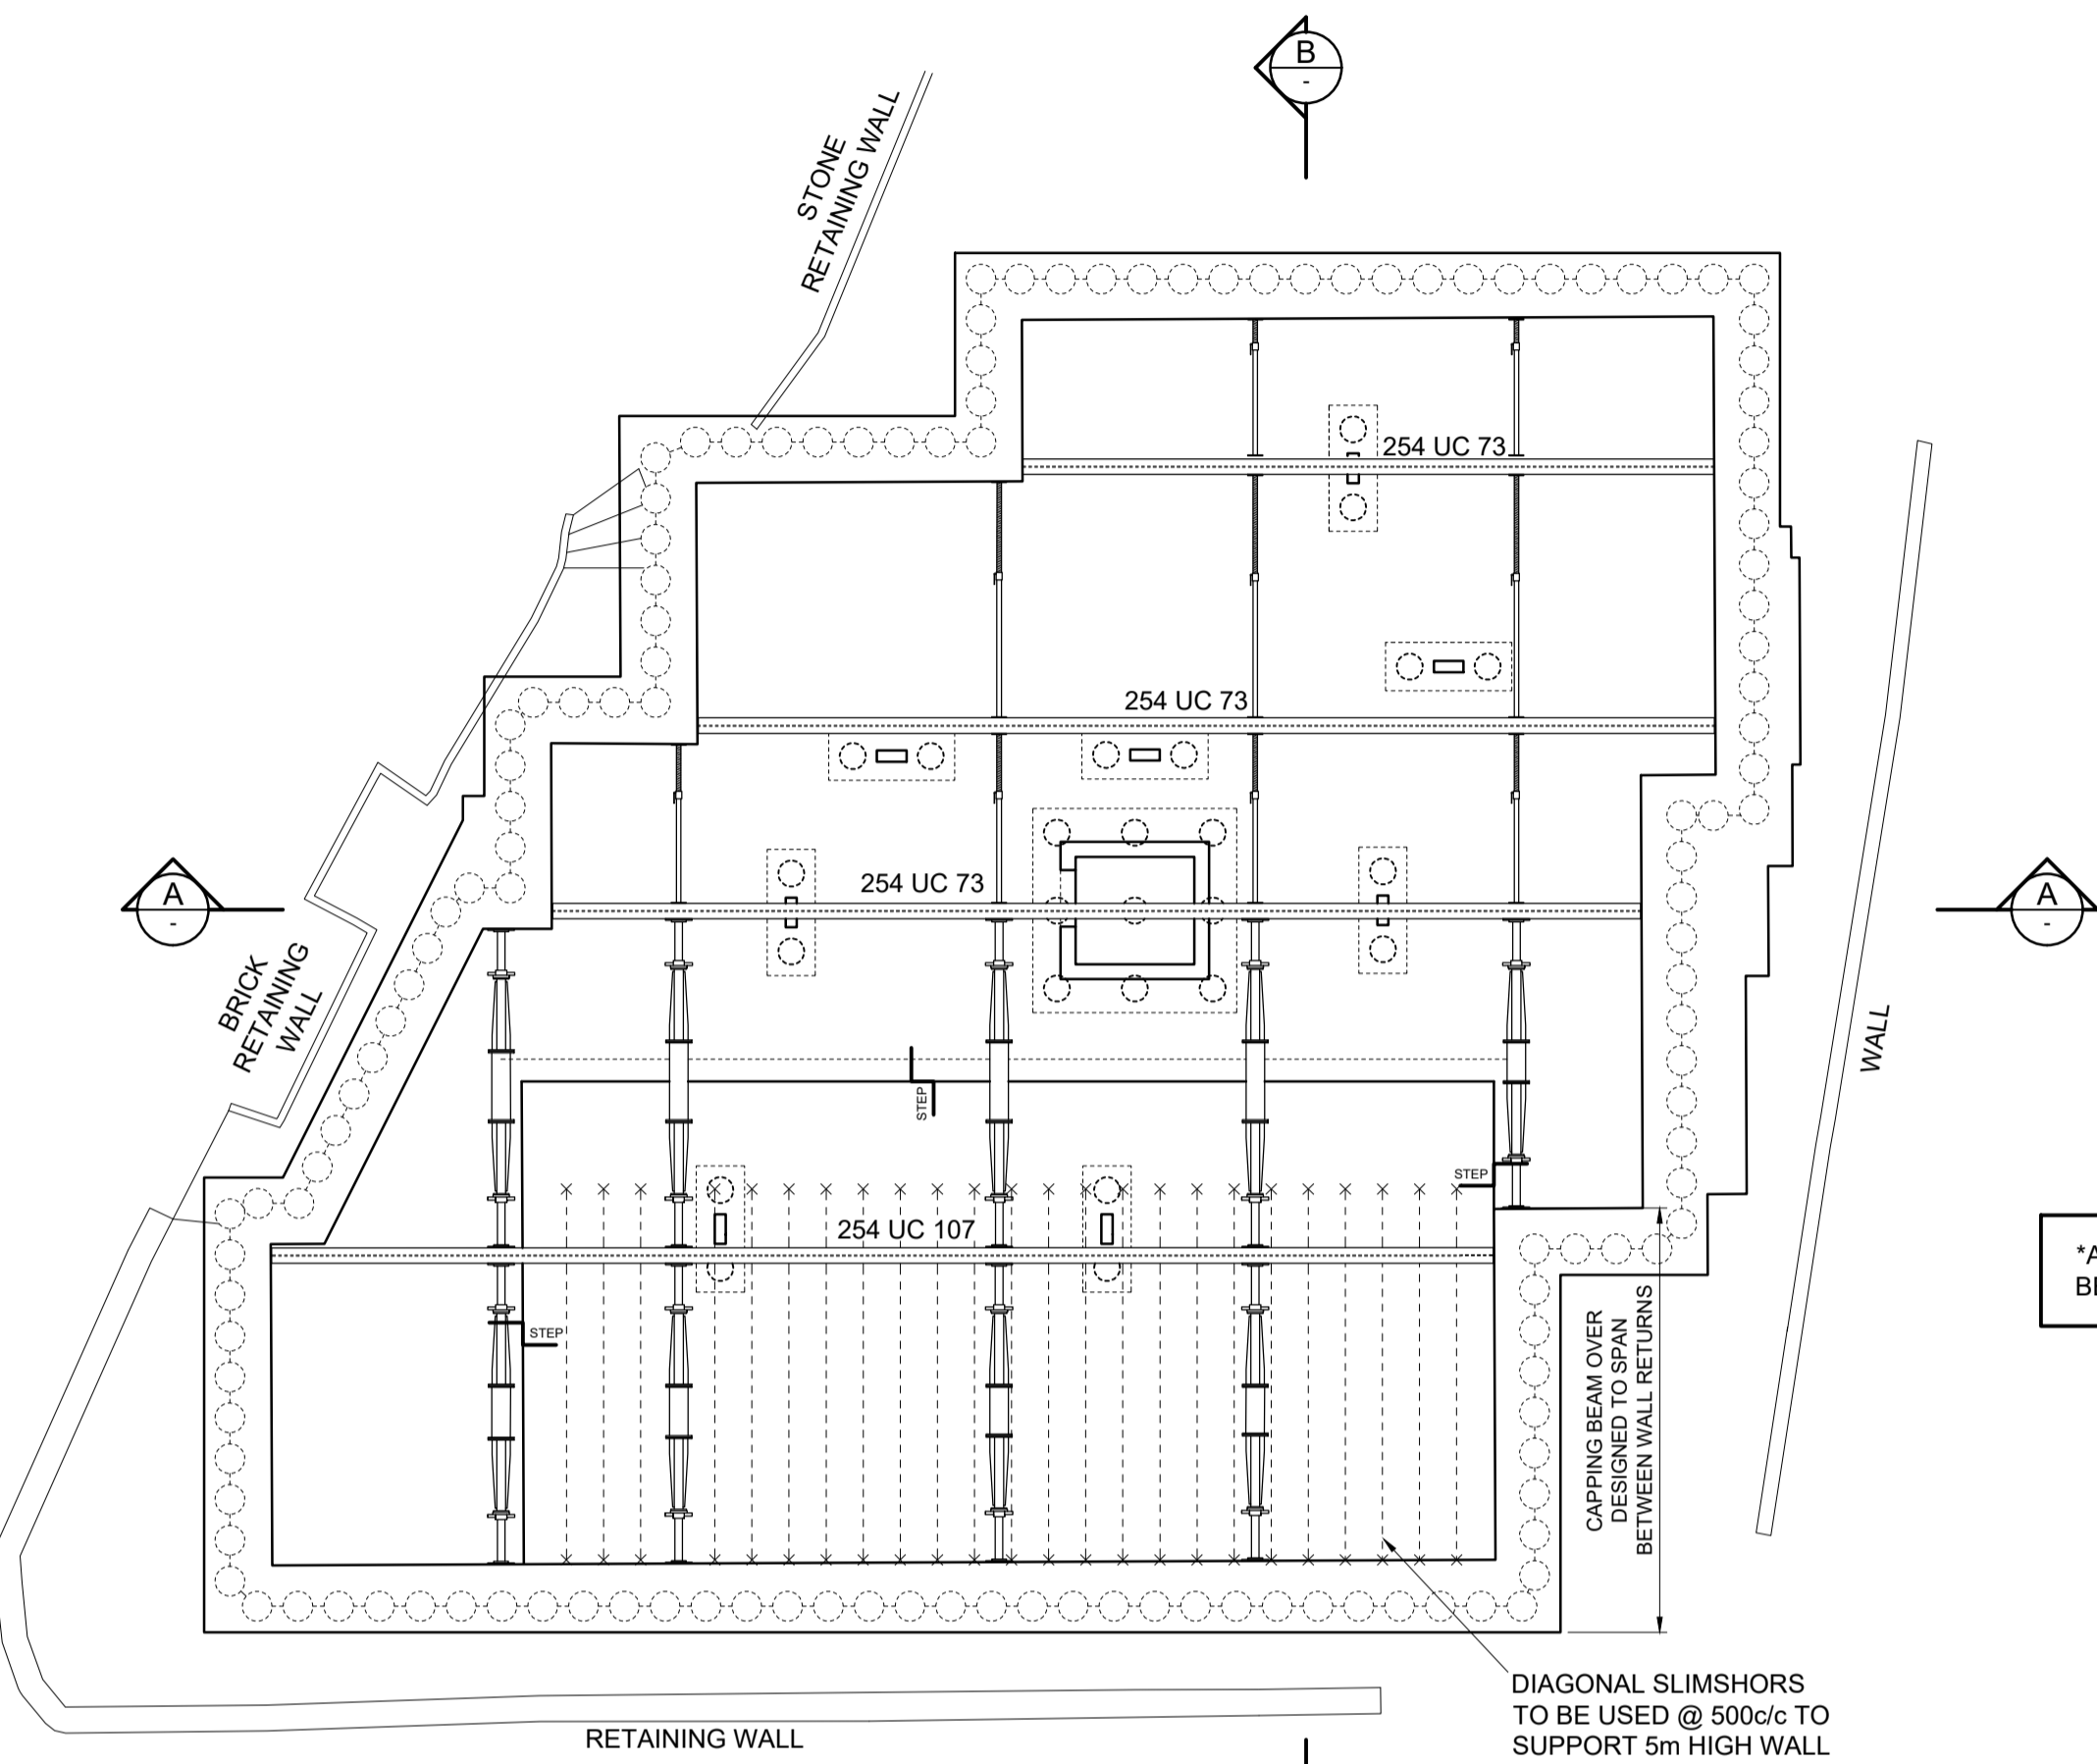 B
-
STONE
RETAINING WALL
254 UC 73
254 UC 73
254 UC 73
A
-
A
-
BRICK
RETAINING
WALL
WALL
STEP
STEP
254 UC 107
STEP
CAPPING BEAM OVER
DESIGNED TO SPAN
BETWEEN WALL RETURNS
DIAGONAL SLIMSHORS
TO BE USED @ 500c/c TO
SUPPORT 5m HIGH WALL
RETAINING WALL